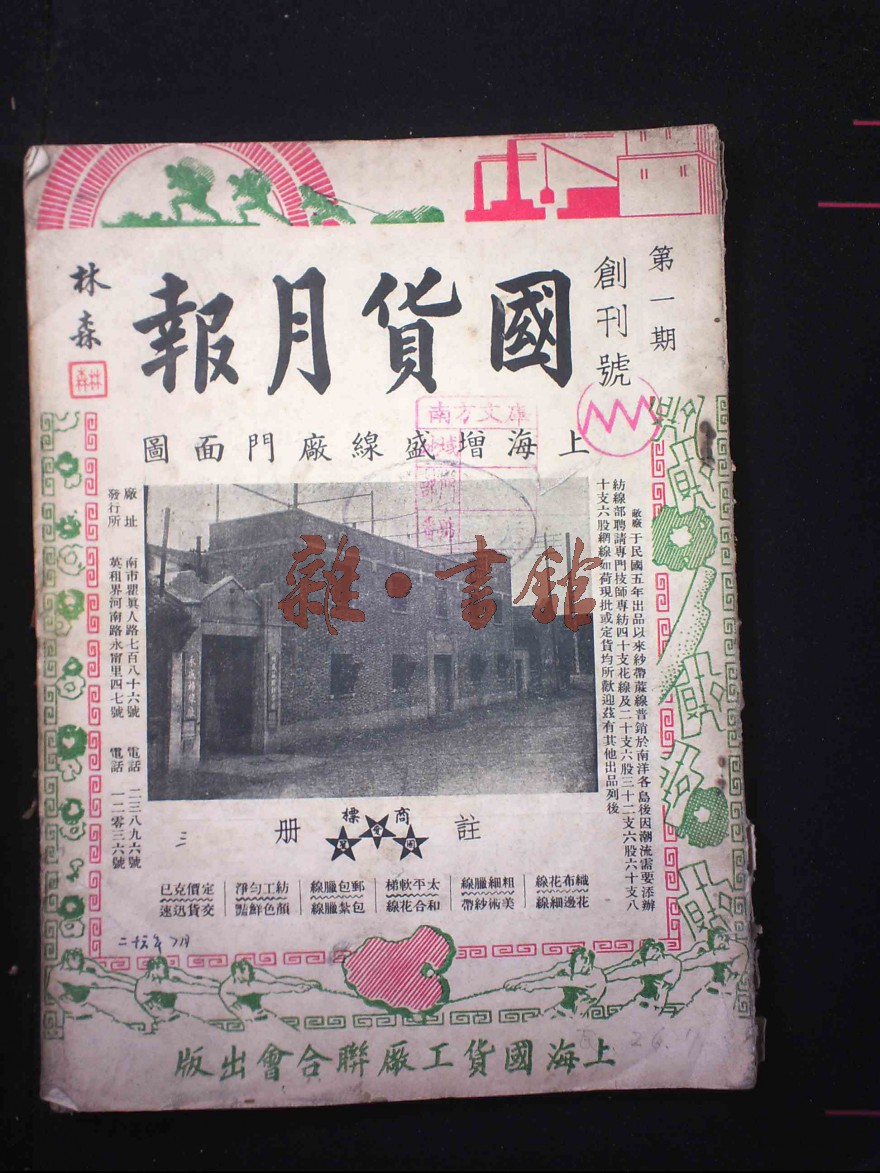 第一期
創刊號
國貨月報
林森
上海增盛線廠門面圖
南方文庫
敝廠于民國五年出品以來紗帶蔴線普銷於南洋各島後因潮流需要添辦
紡線部聘請專門技師專紡四十支花線及二十支六股三十二支六股六十支八
十支六股網線如荷現批或定貨均所歡迎茲有其他出品列後
廠址 南市瞿眞人路七百八十六號 電話 二三八九六號
發行所 英租界河南路永甯里四七號 電話 一二零三六號
雜·書館
註 商標 册
織布花線
花邊細線
粗細臘線
美術紗帶
太平軟梯
和合花線
郵包臘線
包紮臘線
紡工勻淨
顏色鮮豔
定價克已
交貨迅速
上海國貨工廠聯合會出版